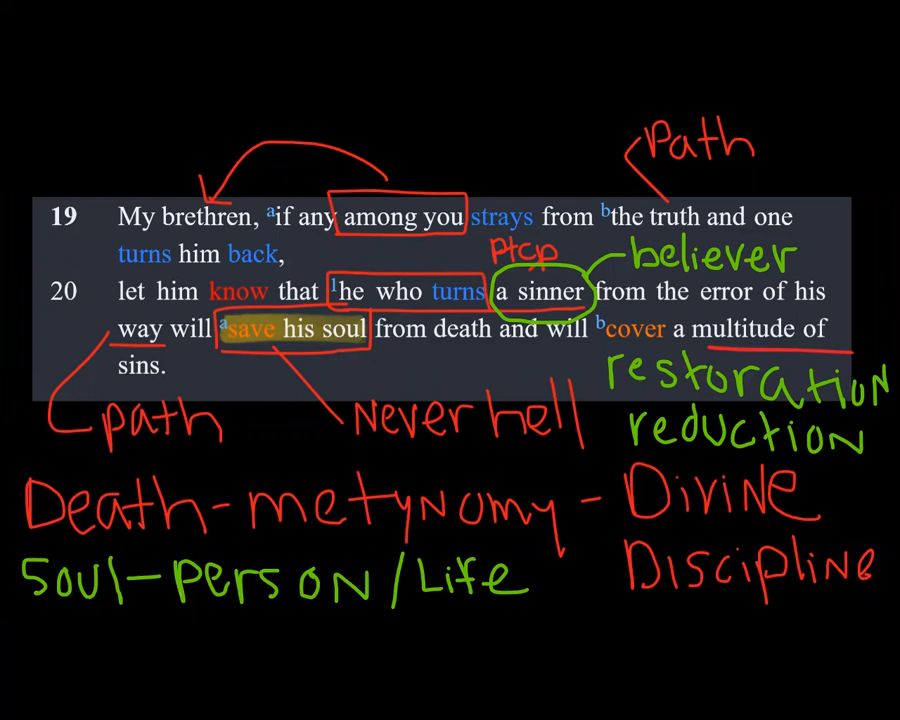 Path
19 My brethren, ᵃif any among you strays from ᵇthe truth and one
turns him back,
Ptcp
believer
20 let him know that ¹he who turns a sinner from the error of his
way will ᵃsave his soul from death and will ᵇcover a multitude of
sins.
restoration
path
Never hell
reduction
Death-metynomy-Divine
Discipline
Soul-person/Life